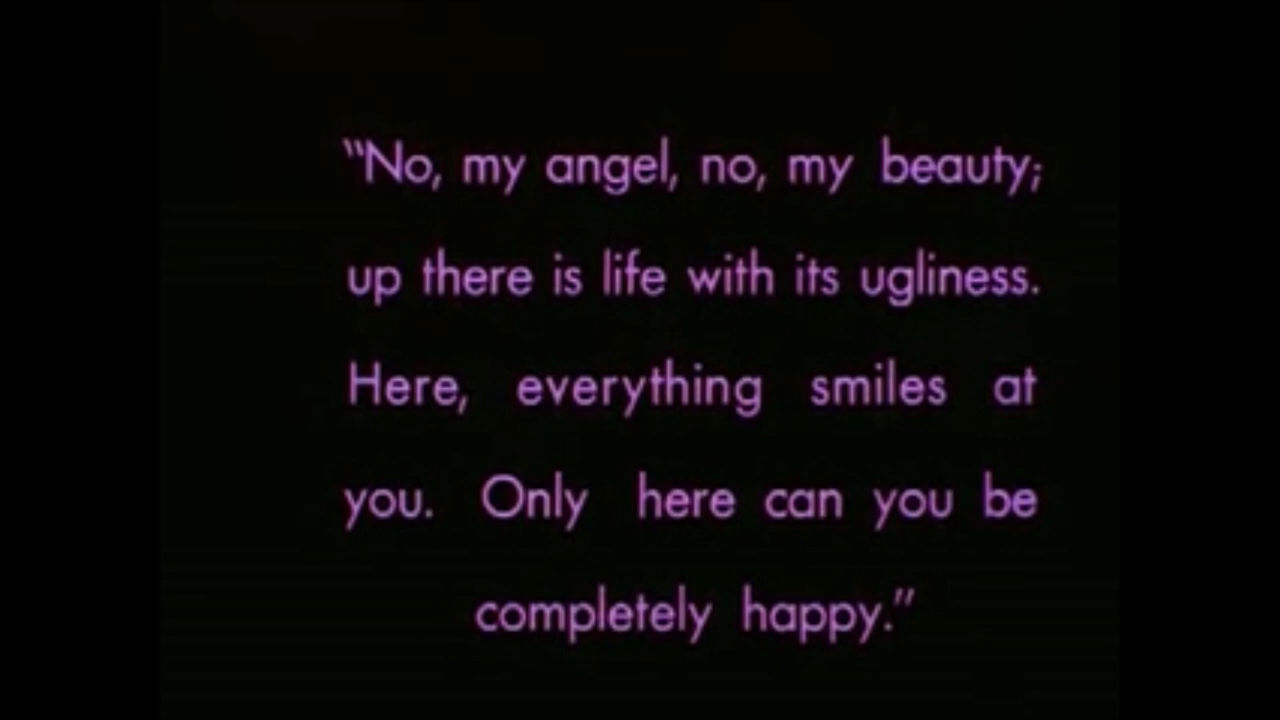 “No, my angel, no, my beauty;
up there is life with its ugliness.
Here, everything smiles at
you. Only here can you be
completely happy.”